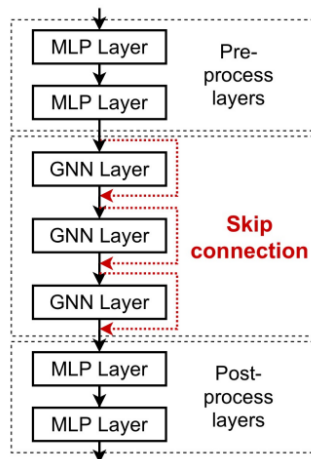 MLP Layer
MLP Layer
Pre-
process
layers
GNN Layer
GNN Layer
GNN Layer
Skip
connection
MLP Layer
MLP Layer
Post-
process
layers